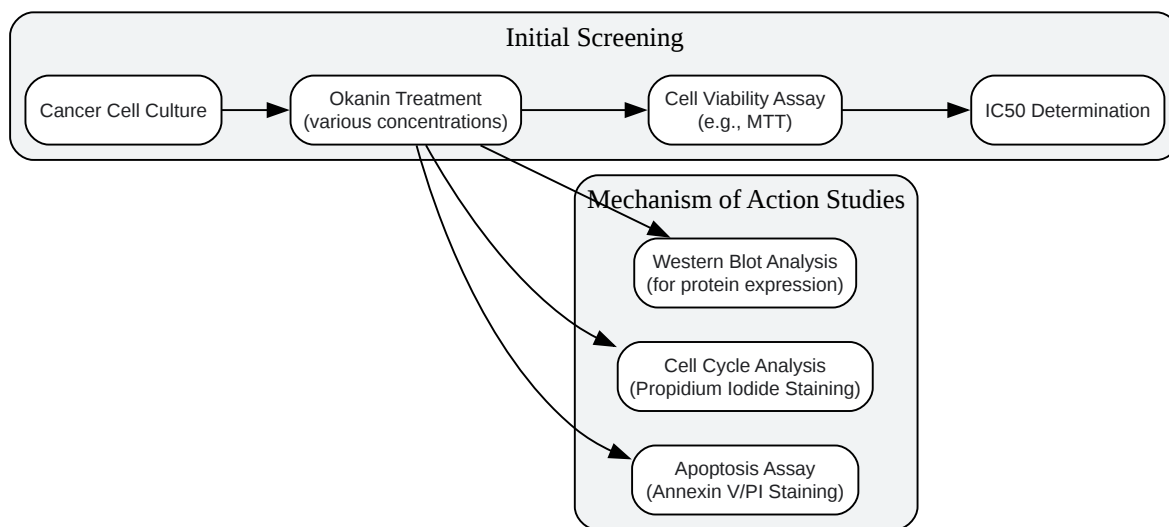 Initial Screening
Cancer Cell Culture
Okanin Treatment
(various concentrations)
Cell Viability Assay
(e.g., MTT)
IC50 Determination
Mechanism of Action Studies
Western Blot Analysis
(for protein expression)
Cell Cycle Analysis
(Propidium Iodide Staining)
Apoptosis Assay
(Annexin V/PI Staining)